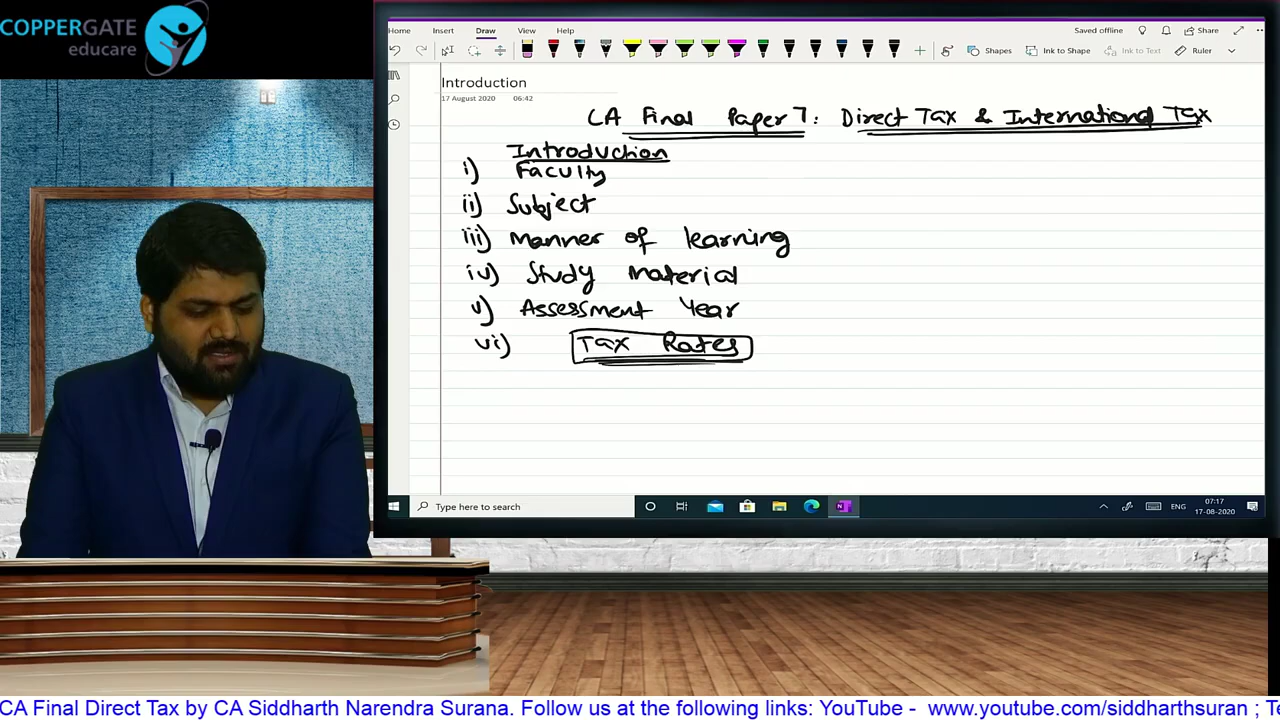 COPPERGATE
educare
Home Insert Draw View Help
Saved offline Share
Shapes Ink to Shape Ink to Text Ruler
Introduction
17 August 2020 06:42
CA Final Paper 7: Direct Tax & International Tax
Introduction
i) Faculty
ii) Subject
iii) Manner of learning
iv) Study Material
v) Assessment Year
vi) Tax Rates
Type here to search
ENG
07:17
17-08-2020
CA Final Direct Tax by CA Siddharth Narendra Surana. Follow us at the following links: YouTube - www.youtube.com/siddharthsuran ; Te